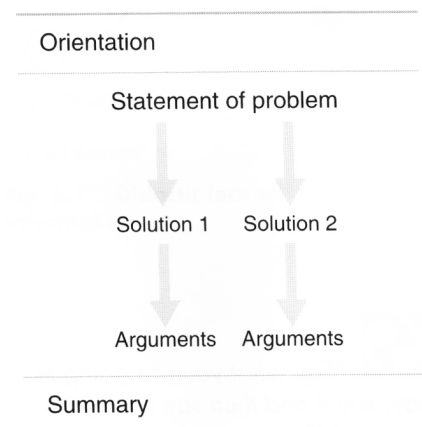 Orientation
Statement of problem
Solution 1 Solution 2
Arguments Arguments
Summary